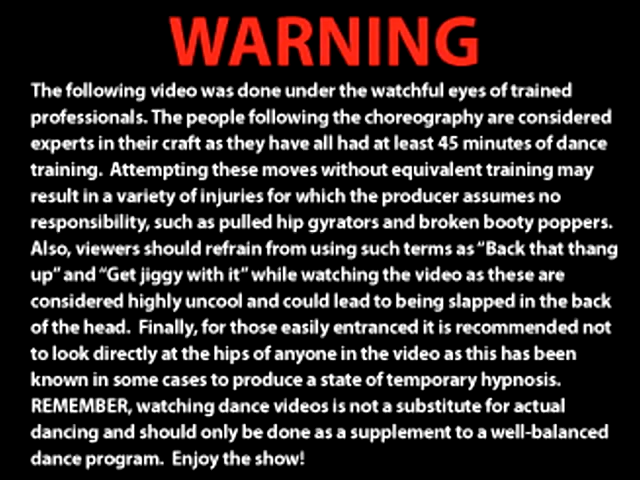 WARNING
The following video was done under the watchful eyes of trained
professionals. The people following the choreography are considered
experts in their craft as they have all had at least 45 minutes of dance
training.  Attempting these moves without equivalent training may
result in a variety of injuries for which the producer assumes no
responsibility, such as pulled hip gyrators and broken booty poppers.
Also, viewers should refrain from using such terms as “Back that thang
up” and “Get jiggy with it” while watching the video as these are
considered highly uncool and could lead to being slapped in the back
of the head.  Finally, for those easily entranced it is recommended not
to look directly at the hips of anyone in the video as this has been
known in some cases to produce a state of temporary hypnosis.
REMEMBER, watching dance videos is not a substitute for actual
dancing and should only be done as a supplement to a well-balanced
dance program.  Enjoy the show!